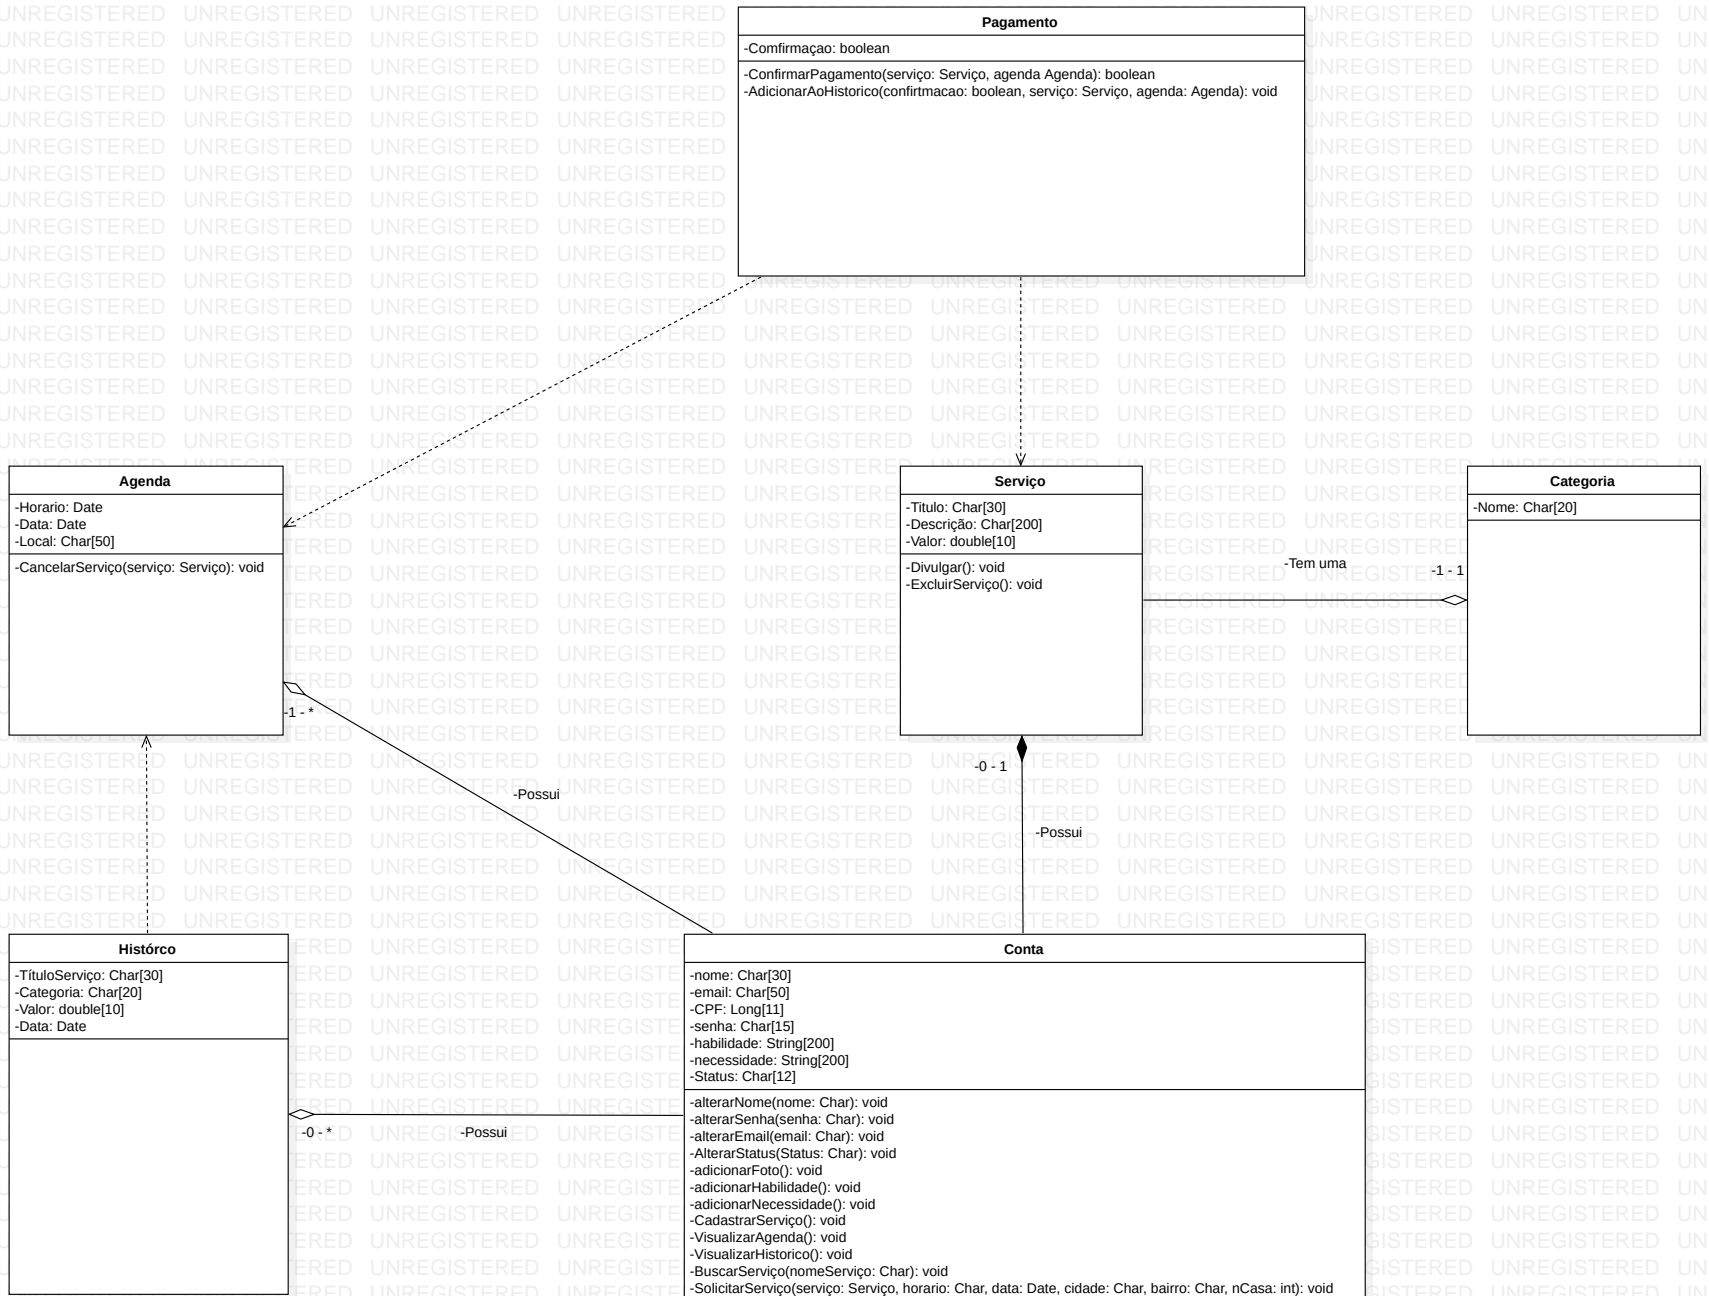 Pagamento
-Comfirmaçao: boolean
-ConfirmarPagamento(serviço: Serviço, agenda Agenda): boolean
-AdicionarAoHistorico(confirtmacao: boolean, serviço: Serviço, agenda: Agenda): void
Agenda
-Horario: Date
-Data: Date
-Local: Char[50]
-CancelarServiço(serviço: Serviço): void
Serviço
-Titulo: Char[30]
-Descrição: Char[200]
-Valor: double[10]
-Divulgar(): void
-ExcluirServiço(): void
Categoria
-Nome: Char[20]
-Tem uma
-1 - 1
-1 - *
-Possui
-0 - 1
-Possui
Histórco
-TítuloServiço: Char[30]
-Categoria: Char[20]
-Valor: double[10]
-Data: Date
-0 - *
-Possui
Conta
-nome: Char[30]
-email: Char[50]
-CPF: Long[11]
-senha: Char[15]
-habilidade: String[200]
-necessidade: String[200]
-Status: Char[12]
-alterarNome(nome: Char): void
-alterarSenha(senha: Char): void
-alterarEmail(email: Char): void
-AlterarStatus(Status: Char): void
-adicionarFoto(): void
-adicionarHabilidade(): void
-adicionarNecessidade(): void
-CadastrarServiço(): void
-VisualizarAgenda(): void
-VisualizarHistorico(): void
-BuscarServiço(nomeServiço: Char): void
-SolicitarServiço(serviço: Serviço, horario: Char, data: Date, cidade: Char, bairro: Char, nCasa: int): void
UNREGISTERED